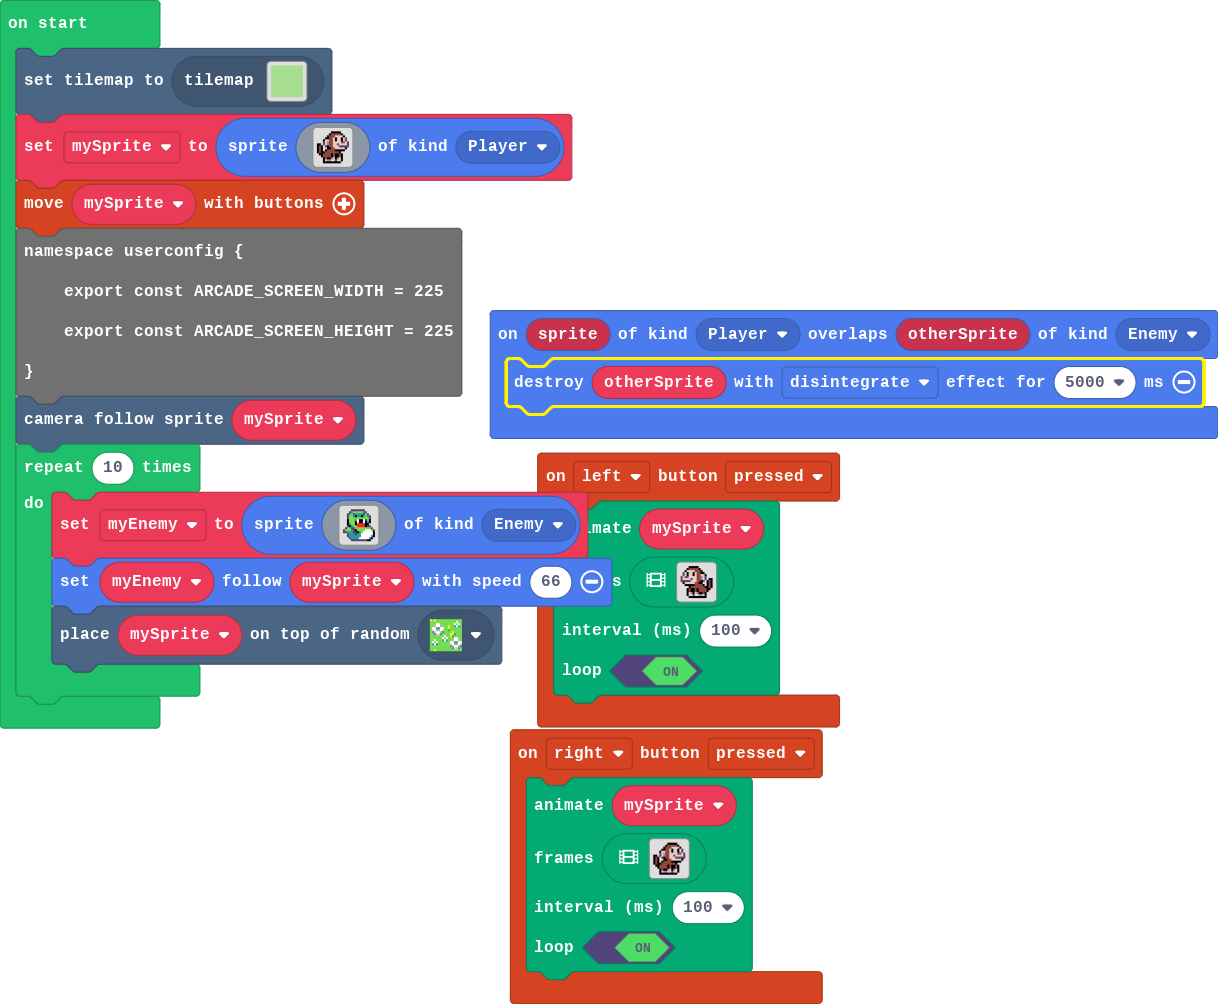 on start
set tilemap to tilemap
set mySprite to sprite of kind Player
move mySprite with buttons
namespace userconfig {
export const ARCADE_SCREEN_WIDTH = 225
export const ARCADE_SCREEN_HEIGHT = 225
}
camera follow sprite mySprite
repeat 10 times
do
set myEnemy to sprite of kind Enemy
set myEnemy follow mySprite with speed 66
place mySprite on top of random
on sprite of kind Player overlaps otherSprite of kind Enemy
destroy otherSprite with disintegrate effect for 5000 ms
on left button pressed
mySprite
interval (ms) 100
loop ON
on right button pressed
animate mySprite
frames
interval (ms) 100
loop ON